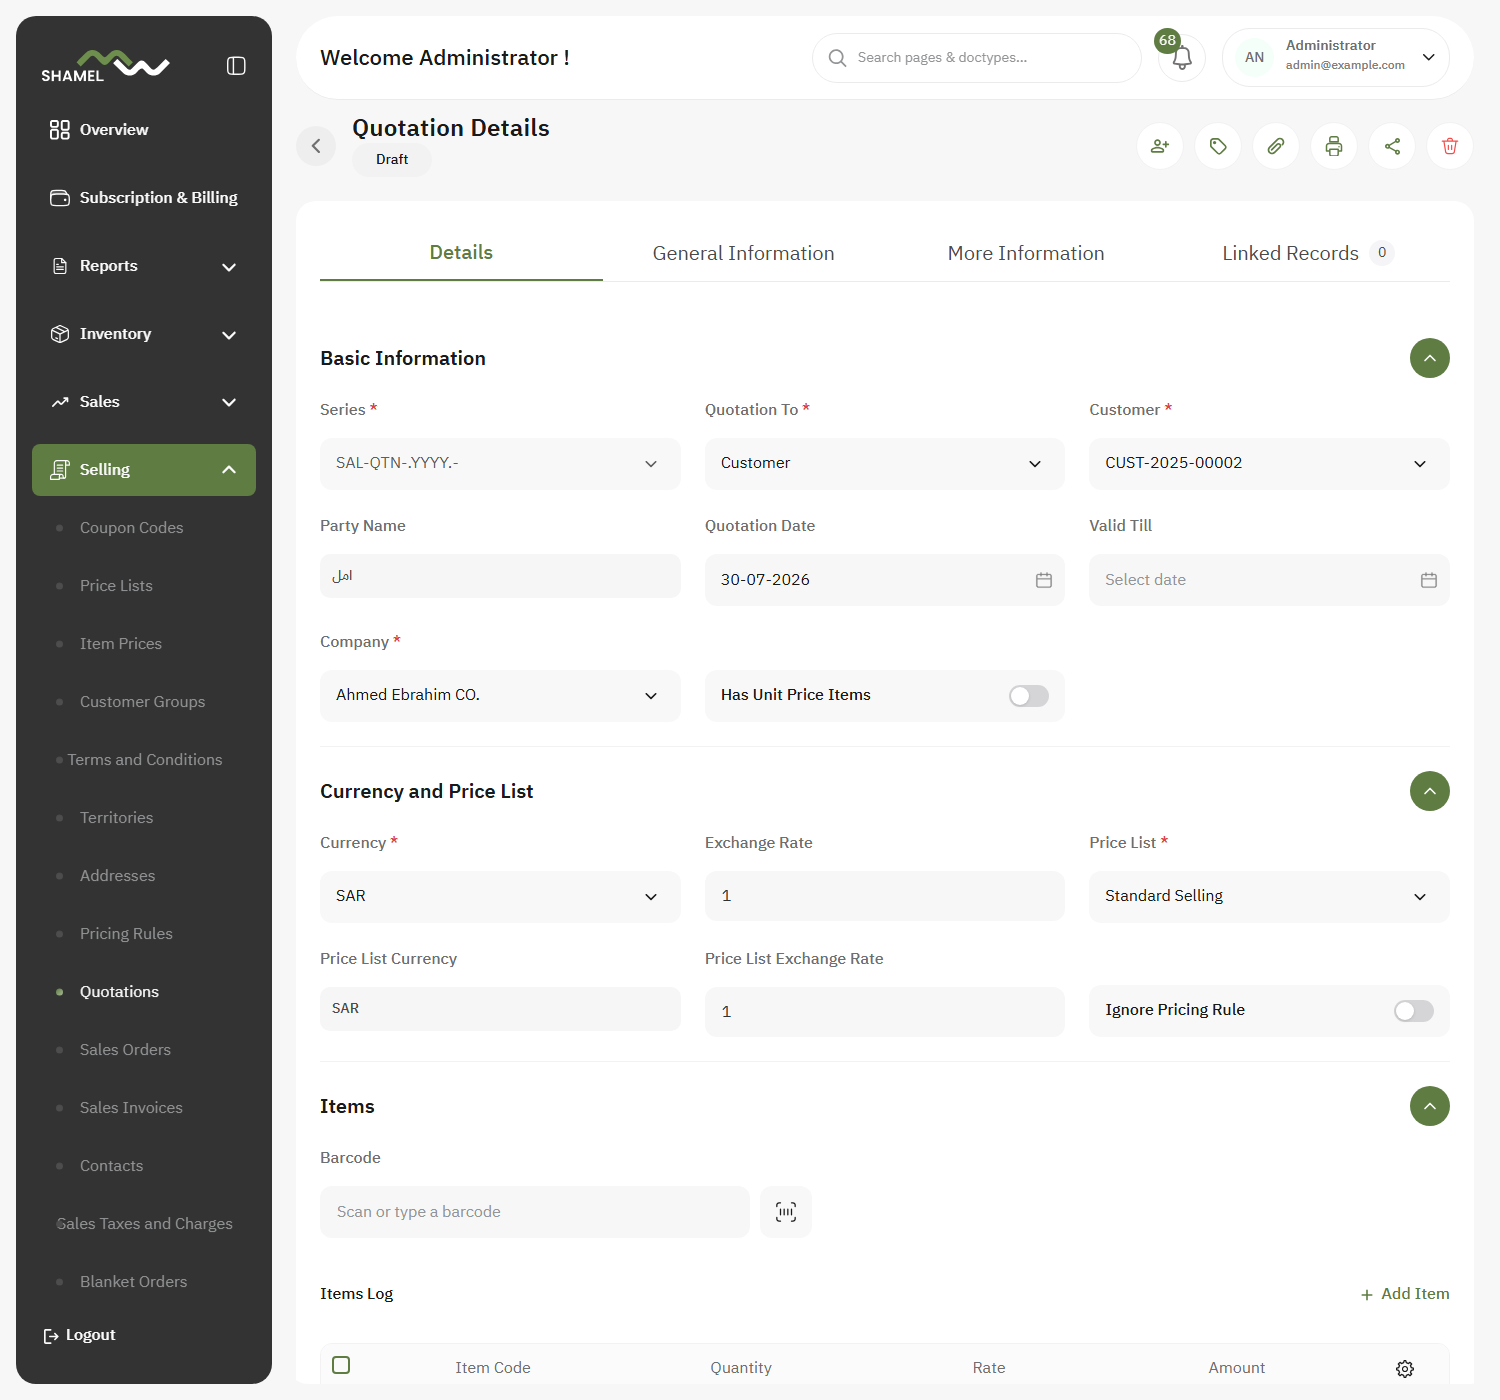 SHAMEL
Overview
Subscription & Billing
Reports
Inventory
Sales
Selling
Coupon Codes
Price Lists
Item Prices
Customer Groups
Terms and Conditions
Territories
Addresses
Pricing Rules
Quotations
Sales Orders
Sales Invoices
Contacts
Sales Taxes and Charges
Blanket Orders
Logout
Welcome Administrator !
Search pages & doctypes...
68
AN
Administrator
admin@example.com
Quotation Details
Draft
Details
General Information
More Information
Linked Records 0
Basic Information
Series *
Quotation To *
Customer *
SAL-QTN-.YYYY.-
Customer
CUST-2025-00002
Party Name
Quotation Date
Valid Till
امل
30-07-2026
Select date
Company *
Ahmed Ebrahim CO.
Has Unit Price Items
Currency and Price List
Currency *
Exchange Rate
Price List *
SAR
1
Standard Selling
Price List Currency
Price List Exchange Rate
SAR
1
Ignore Pricing Rule
Items
Barcode
Scan or type a barcode
Items Log
+ Add Item
Item Code
Quantity
Rate
Amount